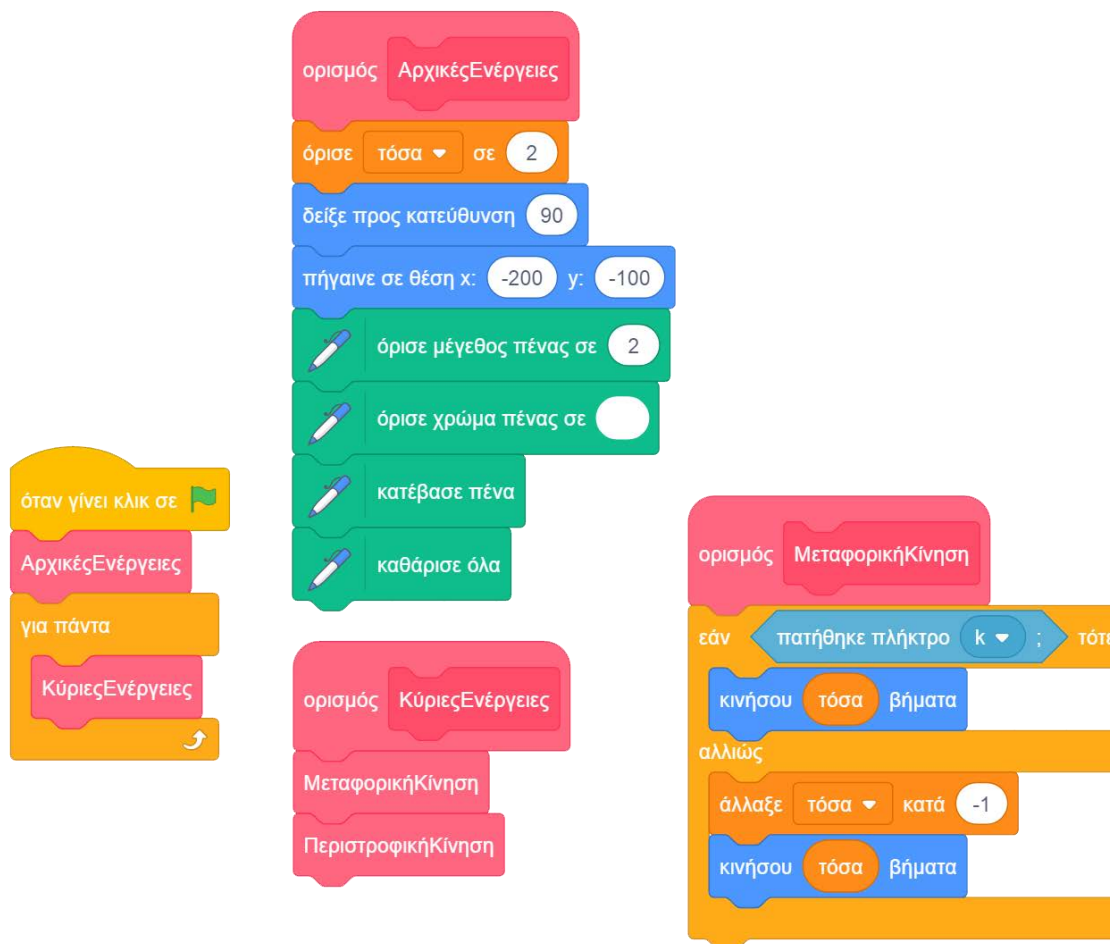 ορισμός ΑρχικέςΕνέργειες
όρισε τόσα σε 2
δείξε προς κατεύθυνση 90
πήγαινε σε θέση x: -200 y: -100
όρισε μέγεθος πένας σε 2
όρισε χρώμα πένας σε
κατέβασε πένα
καθάρισε όλα
όταν γίνει κλικ σε
ΑρχικέςΕνέργειες
για πάντα
ΚύριεςΕνέργειες
ορισμός ΚύριεςΕνέργειες
ΜεταφορικήΚίνηση
ΠεριστροφικήΚίνηση
ορισμός ΜεταφορικήΚίνηση
εάν πατήθηκε πλήκτρο k ; τότε
κινήσου τόσα βήματα
αλλιώς
άλλαξε τόσα κατά -1
κινήσου τόσα βήματα